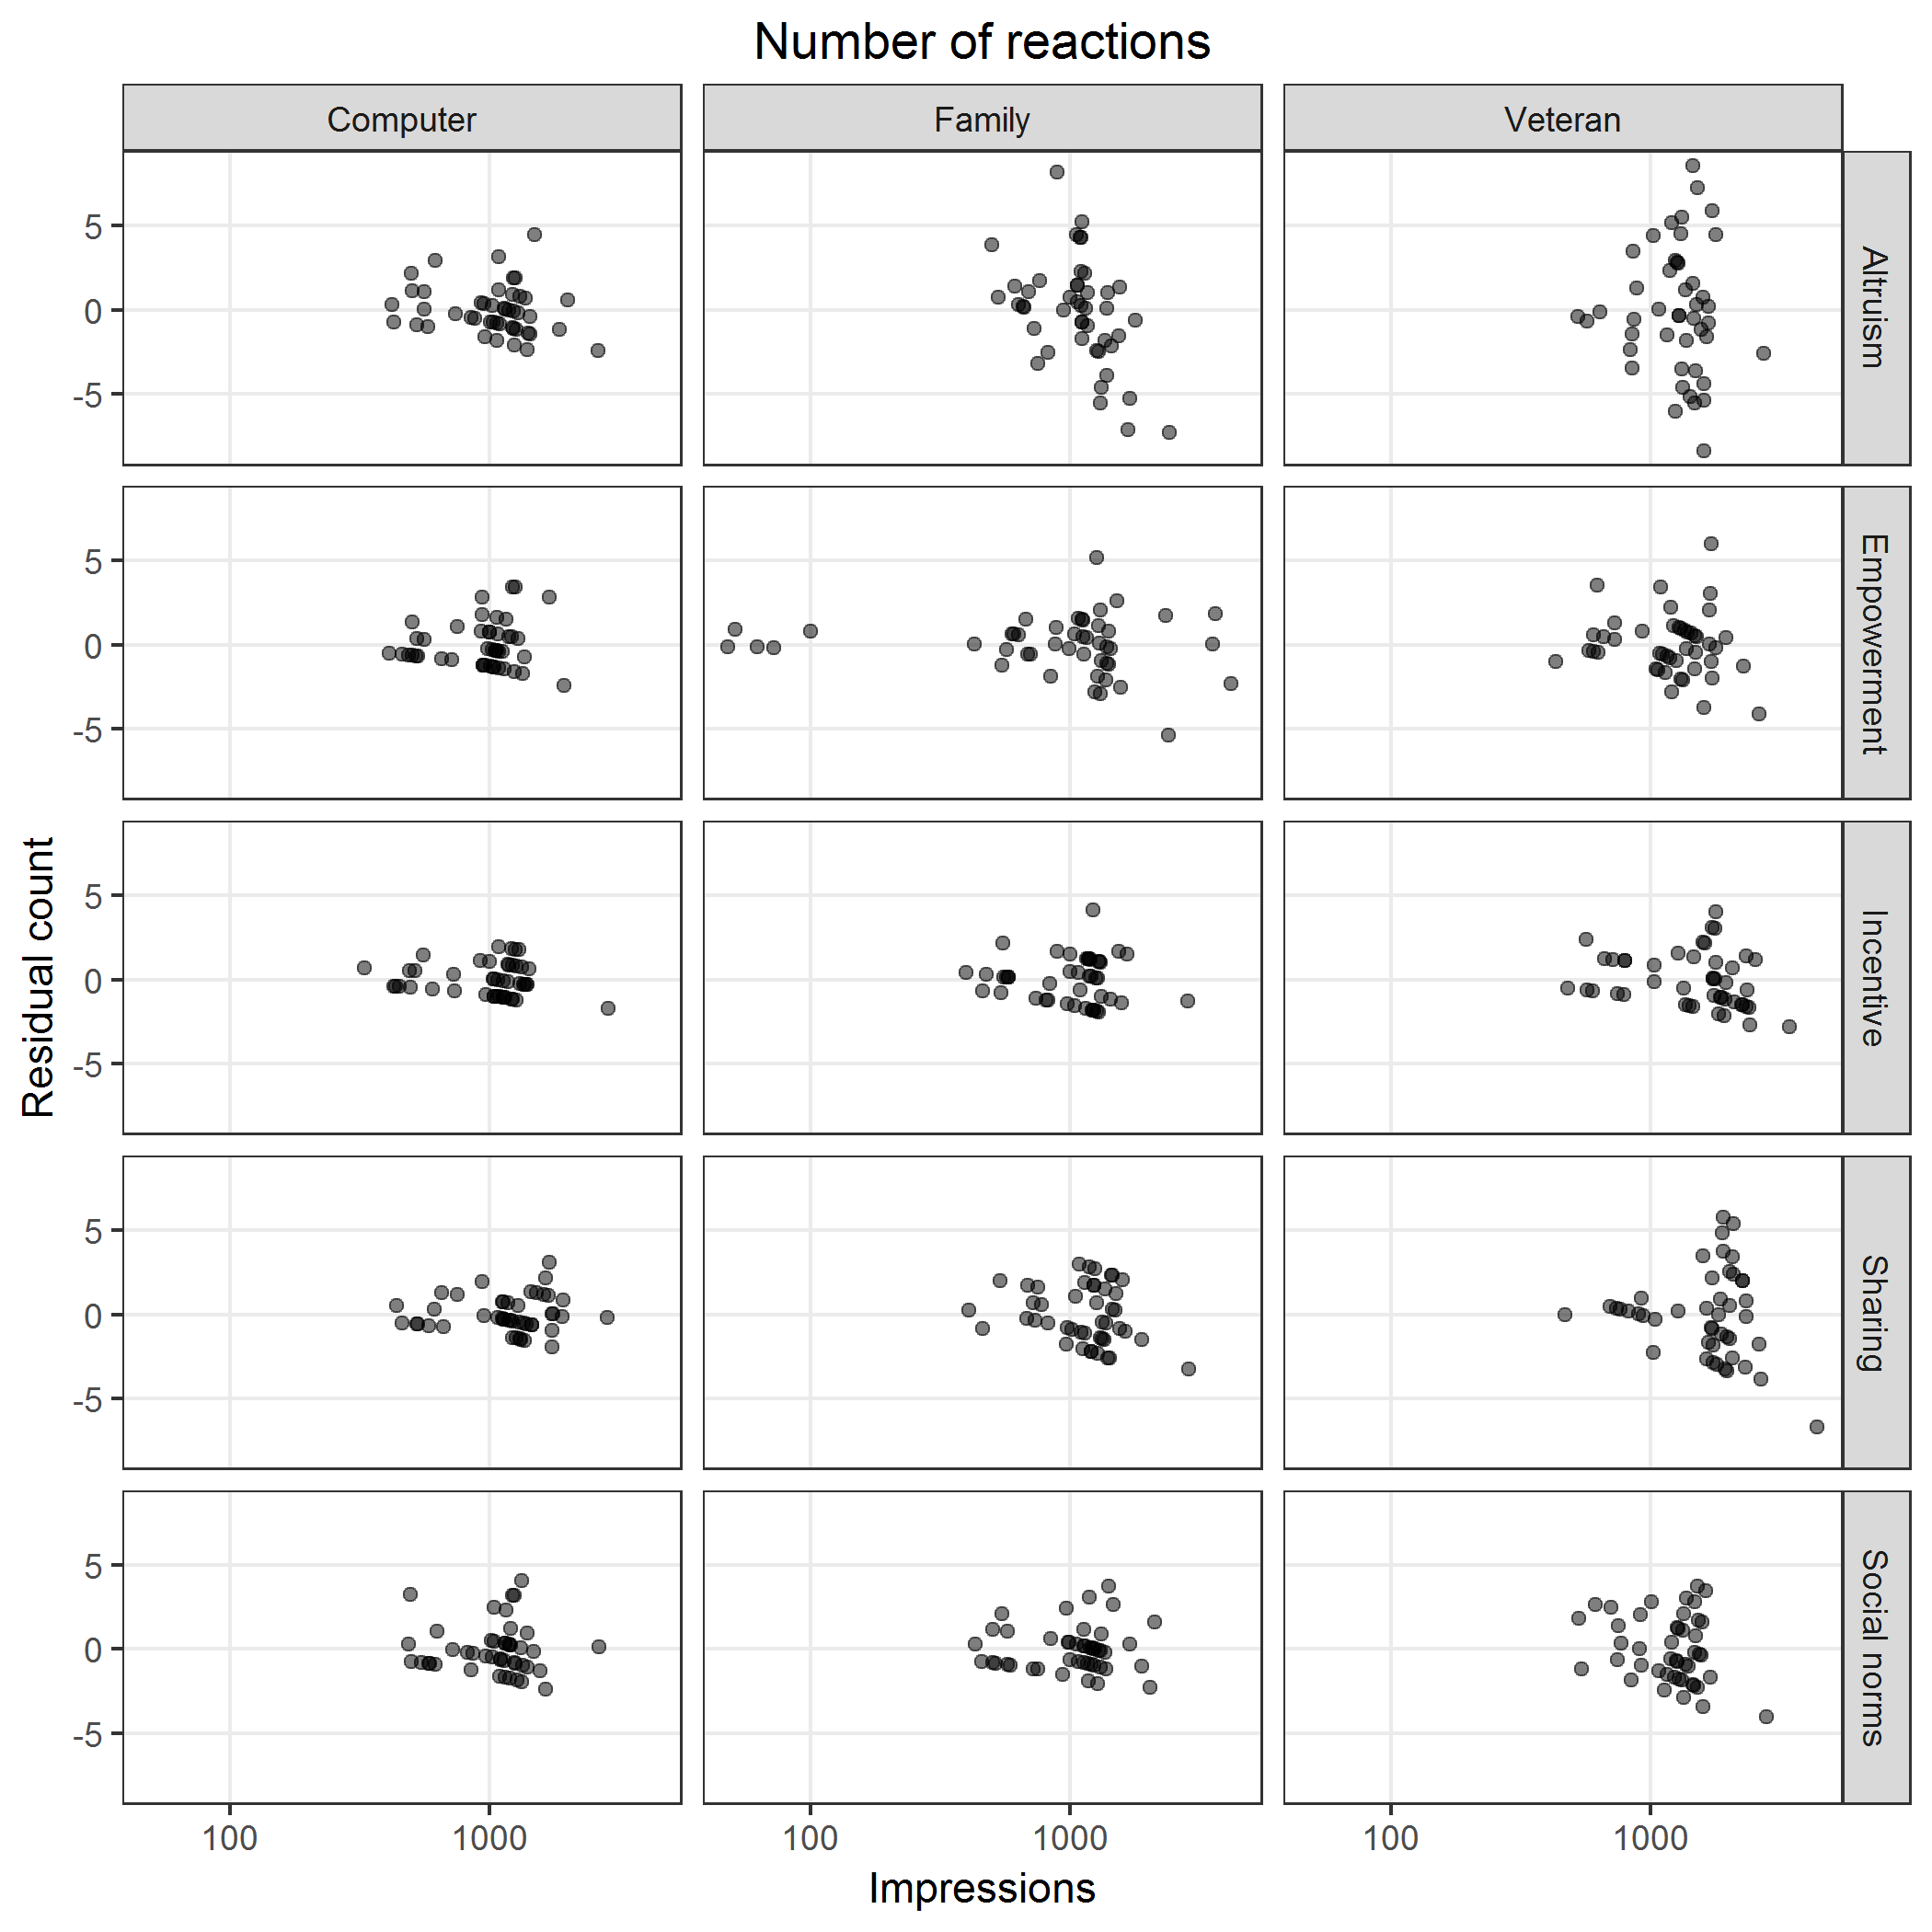 Number of reactions
Computer Family Veteran
5
0
-5
Altruism
5
0
-5
Empowerment
Residual count
5
0
-5
Incentive
5
0
-5
Sharing
5
0
-5
Social norms
100 1000 100 1000 100 1000
Impressions